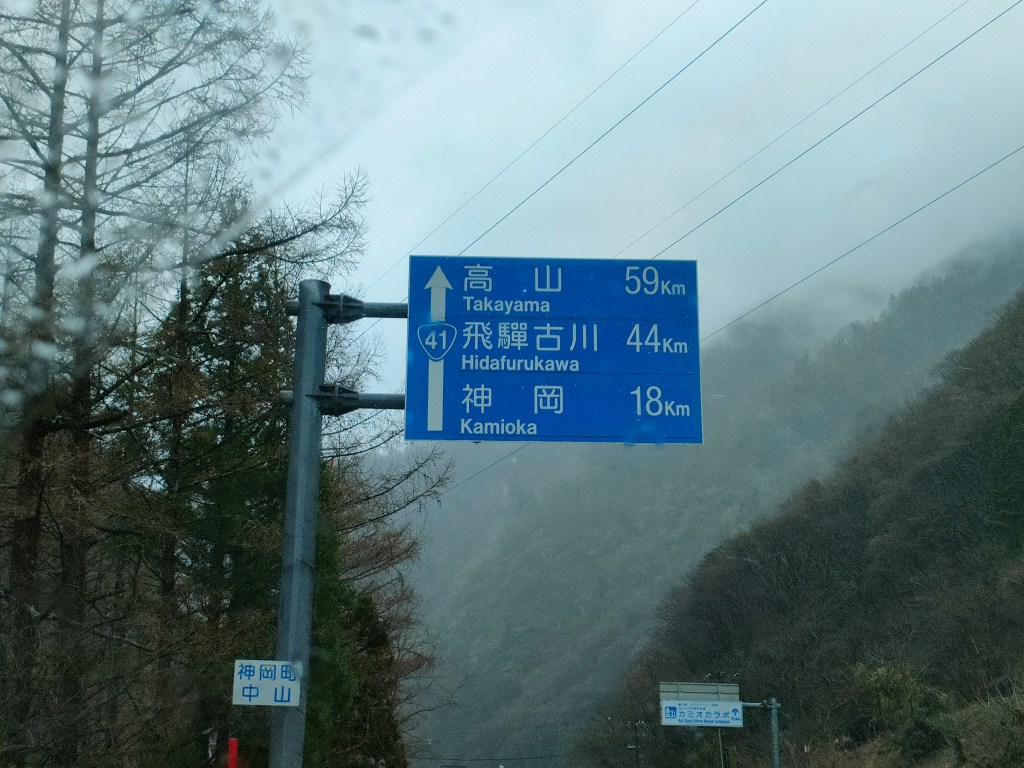 高 山 59Km
Takayama
41
飛驒古川 44Km
Hidafurukawa
神 岡 18Km
Kamioka
神岡町
中山
カミオカラボ